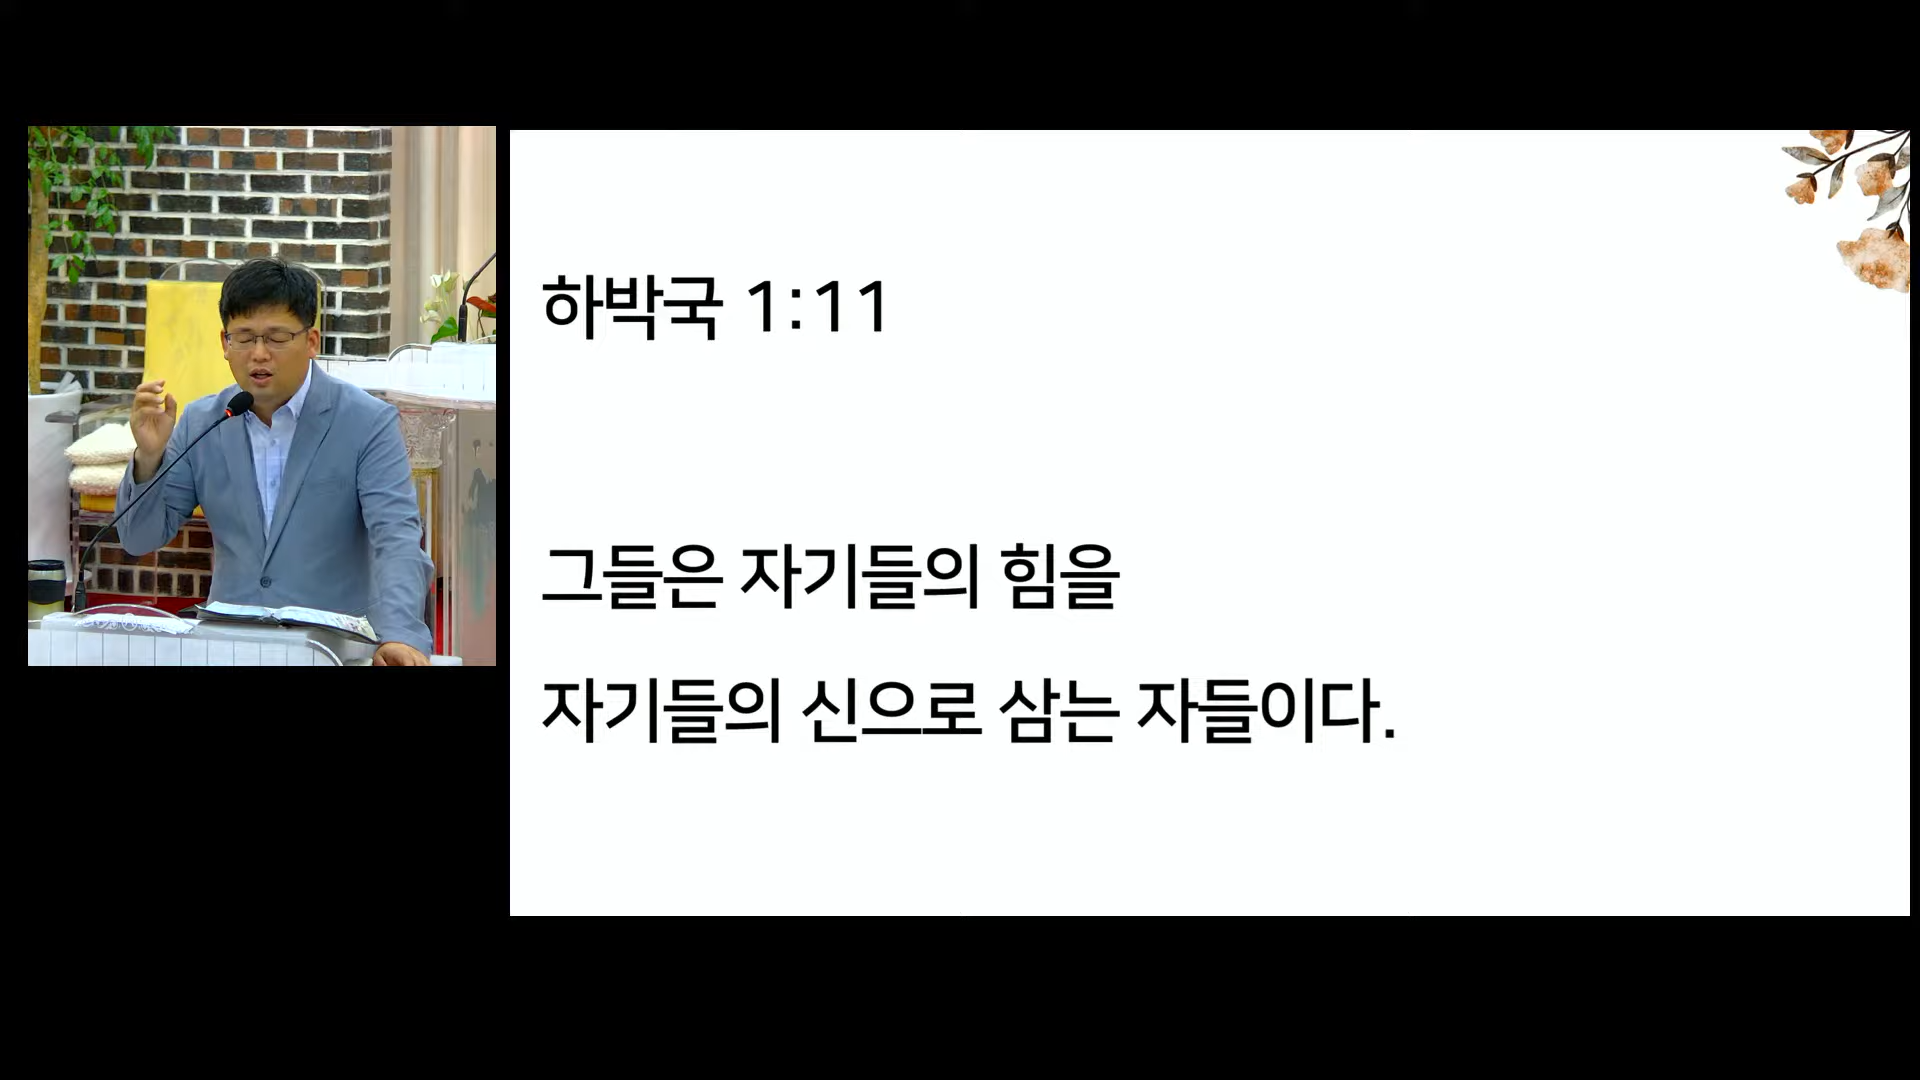 하박국 1:11
그들은 자기들의 힘을
자기들의 신으로 삼는 자들이다.